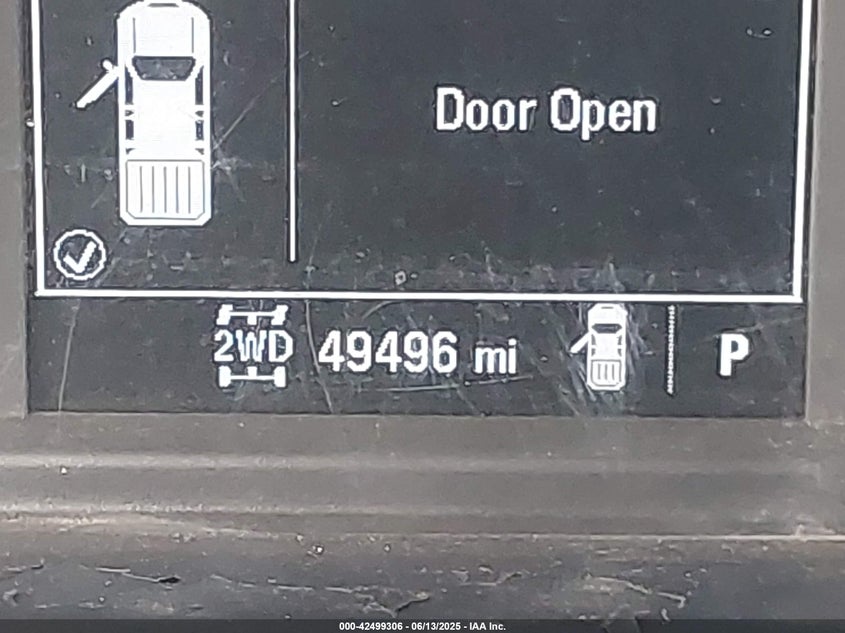 Door Open
2WD 49496 mi P
000-42499306 - 06/13/2025 - IAA Inc.